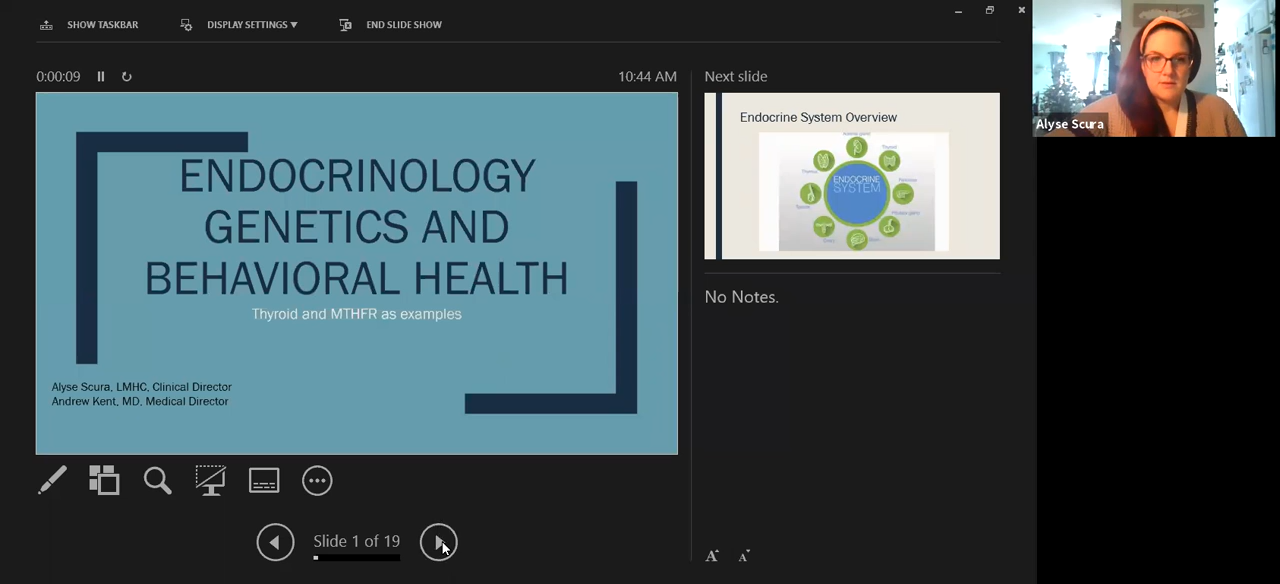 SHOW TASKBAR
DISPLAY SETTINGS ▼
END SLIDE SHOW
0:00:09
10:44 AM
Next slide
ENDOCRINOLOGY
GENETICS AND
BEHAVIORAL HEALTH
Thyroid and MTHFR as examples
Alyse Scura, LMHC, Clinical Director
Andrew Kent, MD, Medical Director
Endocrine System Overview
Thyroid
ENDOCRINE
SYSTEM
No Notes.
Slide 1 of 19
A
A
Alyse Scura